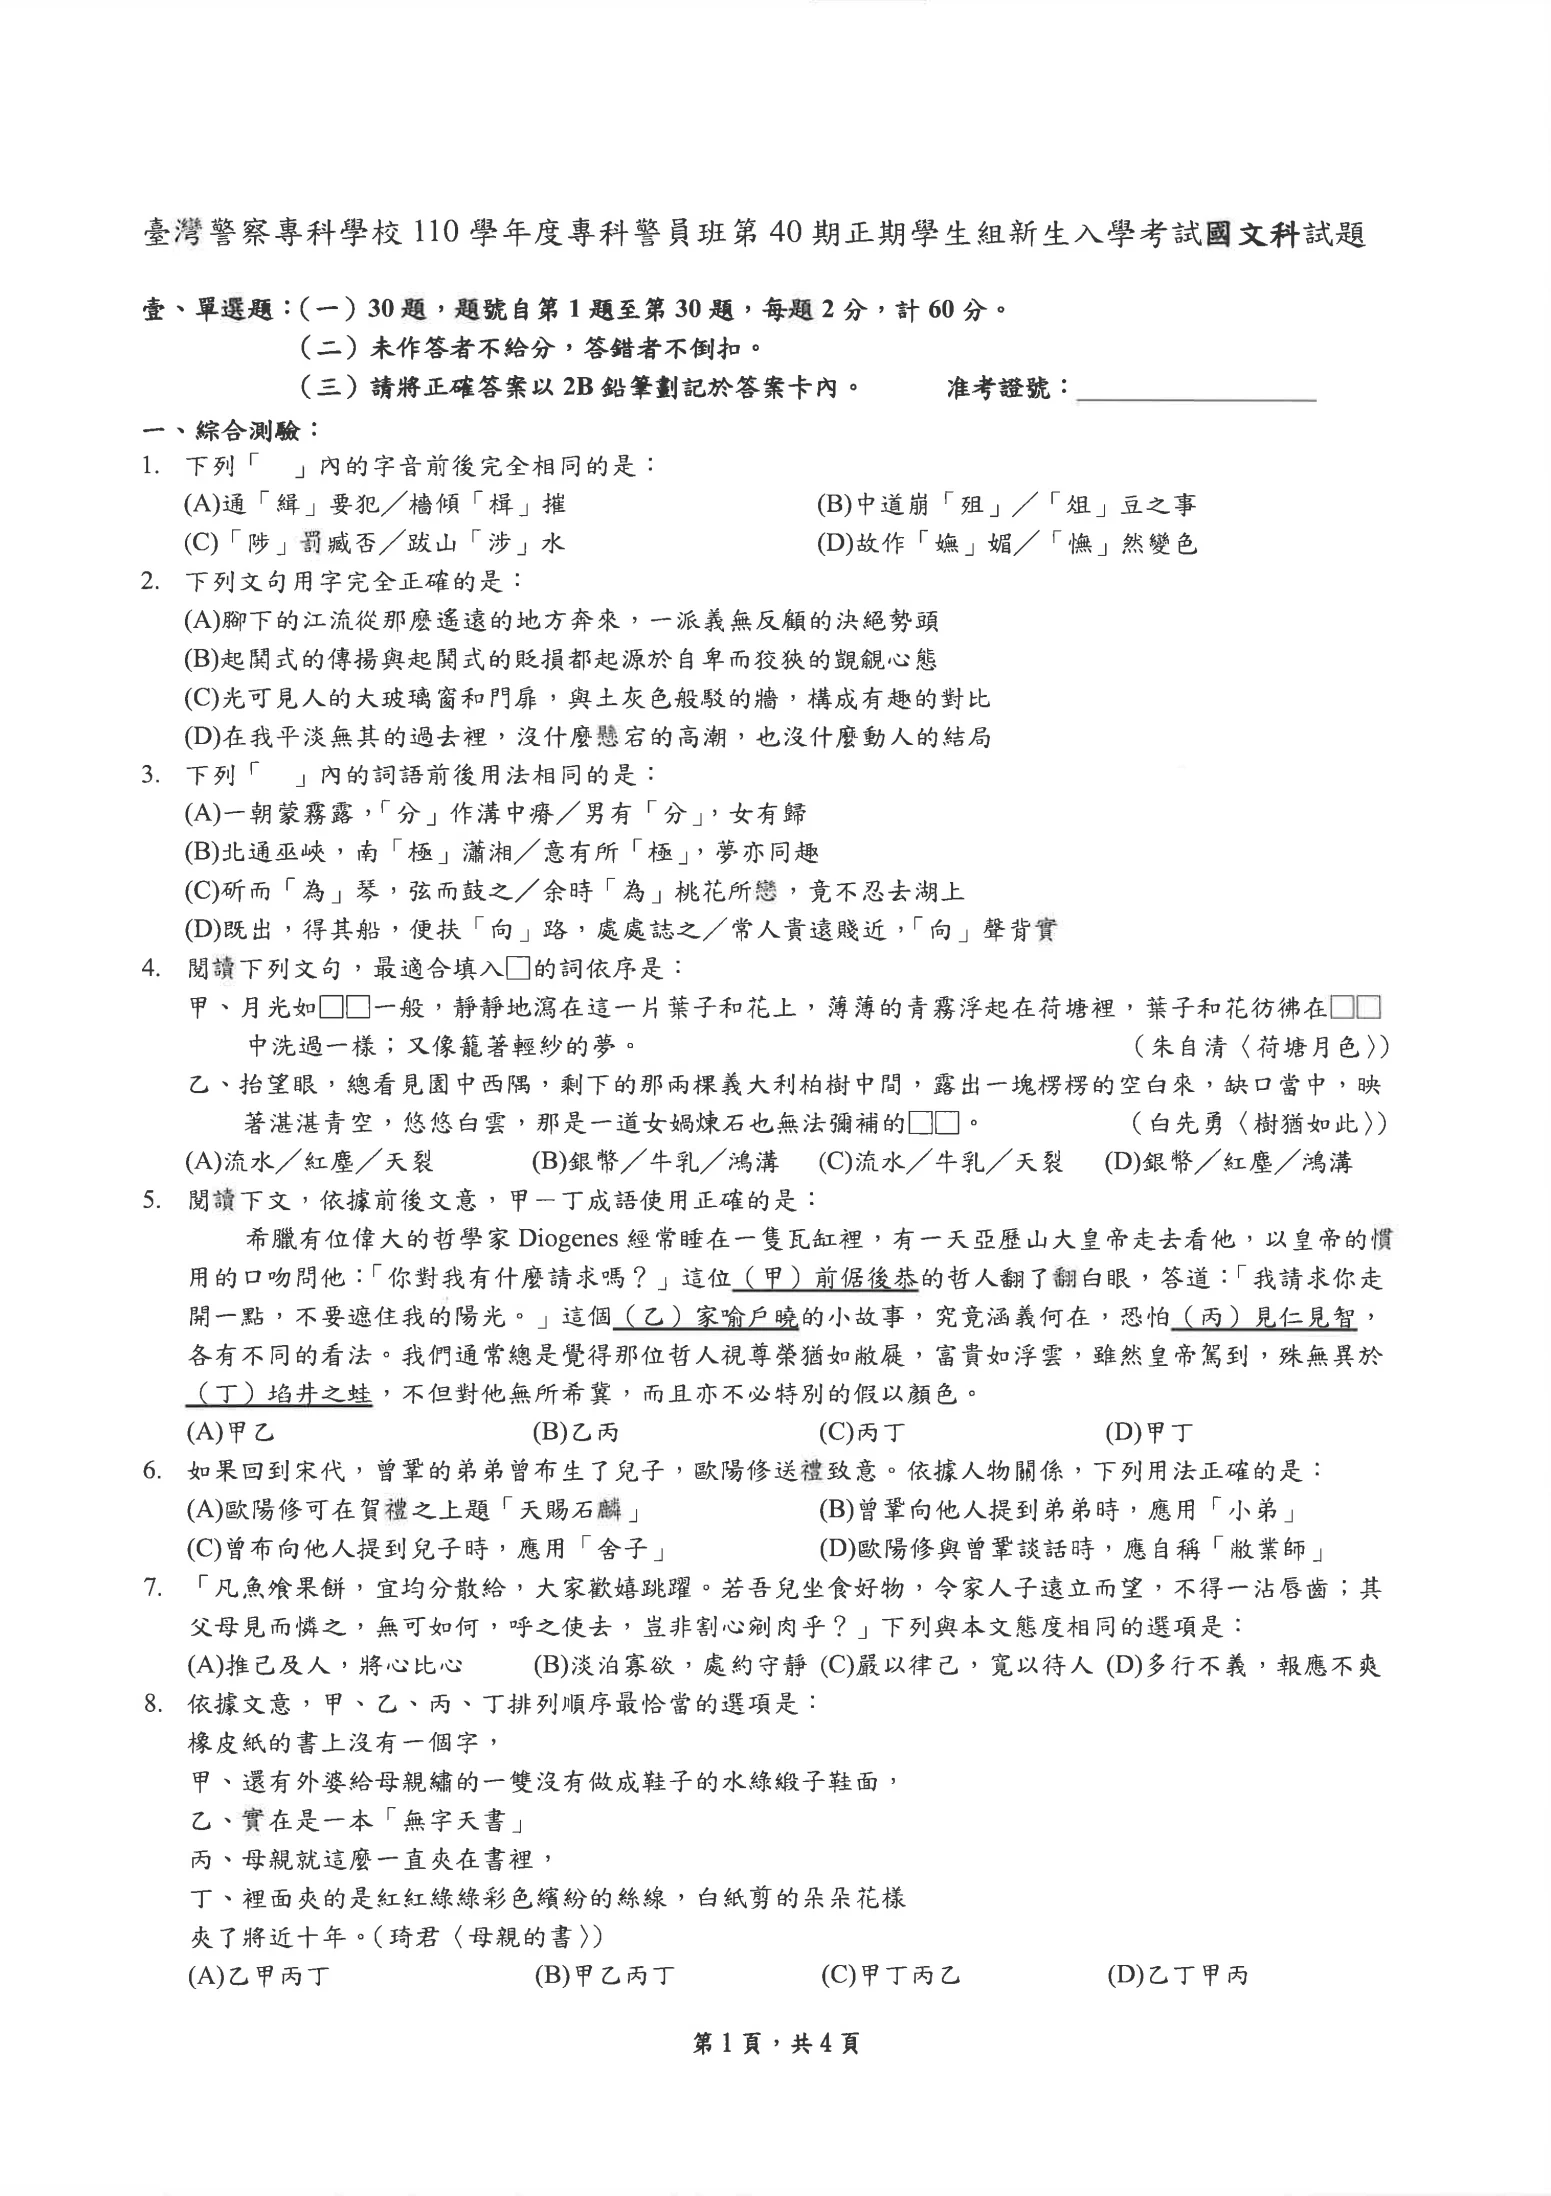 臺灣警察專科學校 110 學年度專科警員班第 40 期正期學生組新生入學考試國文科試題
壹、單選題：(一) 30 題，題號自第 1 題至第 30 題，每題 2 分，計 60 分。
(二) 未作答者不給分，答錯者不倒扣。
(三) 請將正確答案以 2B 鉛筆劃記於答案卡內。 准考證號：
一、綜合測驗：
1. 下列「 」內的字音前後完全相同的是：
(A)通「緝」要犯／檣傾「楫」摧 (B)中道崩「殂」／「俎」豆之事
(C)「陟」罰臧否／跋山「涉」水 (D)故作「嫵」媚／「憮」然變色
2. 下列文句用字完全正確的是：
(A)腳下的江流從那麼遙遠的地方奔來，一派義無反顧的決絕勢頭
(B)起鬨式的傳揚與起鬨式的貶損都起源於自卑而狡狹的覬覦心態
(C)光可見人的大玻璃窗和門扉，與土灰色般駁的牆，構成有趣的對比
(D)在我平淡無其的過去裡，沒什麼懸宕的高潮，也沒什麼動人的結局
3. 下列「 」內的詞語前後用法相同的是：
(A)一朝蒙霧露，「分」作溝中瘠／男有「分」，女有歸
(B)北通巫峽，南「極」瀟湘／意有所「極」，夢亦同趣
(C)斫而「為」琴，弦而鼓之／余時「為」桃花所戀，竟不忍去湖上
(D)既出，得其船，便扶「向」路，處處誌之／常人貴遠賤近，「向」聲背實
4. 閱讀下列文句，最適合填入□的詞依序是：
甲、月光如□□一般，靜靜地瀉在這一片葉子和花上，薄薄的青霧浮起在荷塘裡，葉子和花彷彿在□□
中洗過一樣；又像籠著輕紗的夢。 (朱自清〈荷塘月色〉)
乙、抬望眼，總看見園中西隅，剩下的那兩棵義大利柏樹中間，露出一塊楞楞的空白來，缺口當中，映
著湛湛青空，悠悠白雲，那是一道女媧煉石也無法彌補的□□。 (白先勇〈樹猶如此〉)
(A)流水／紅塵／天裂 (B)銀幣／牛乳／鴻溝 (C)流水／牛乳／天裂 (D)銀幣／紅塵／鴻溝
5. 閱讀下文，依據前後文意，甲－丁成語使用正確的是：
希臘有位偉大的哲學家 Diogenes 經常睡在一隻瓦缸裡，有一天亞歷山大皇帝走去看他，以皇帝的慣
用的口吻問他：「你對我有什麼請求嗎？」這位(甲)前倨後恭的哲人翻了翻白眼，答道：「我請求你走
開一點，不要遮住我的陽光。」這個(乙)家喻戶曉的小故事，究竟涵義何在，恐怕(丙)見仁見智，
各有不同的看法。我們通常總是覺得那位哲人視尊榮猶如敝屣，富貴如浮雲，雖然皇帝駕到，殊無異於
(丁)埳井之蛙，不但對他無所希冀，而且亦不必特別的假以顏色。
(A)甲乙 (B)乙丙 (C)丙丁 (D)甲丁
6. 如果回到宋代，曾鞏的弟弟曾布生了兒子，歐陽修送禮致意。依據人物關係，下列用法正確的是：
(A)歐陽修可在賀禮之上題「天賜石麟」 (B)曾鞏向他人提到弟弟時，應用「小弟」
(C)曾布向他人提到兒子時，應用「舍子」 (D)歐陽修與曾鞏談話時，應自稱「敝業師」
7. 「凡魚飧果餅，宜均分散給，大家歡嬉跳躍。若吾兒坐食好物，令家人子遠立而望，不得一沾唇齒；其
父母見而憐之，無可如何，呼之使去，豈非割心剜肉乎？」下列與本文態度相同的選項是：
(A)推己及人，將心比心 (B)淡泊寡欲，處約守靜 (C)嚴以律己，寬以待人 (D)多行不義，報應不爽
8. 依據文意，甲、乙、丙、丁排列順序最恰當的選項是：
橡皮紙的書上沒有一個字，
甲、還有外婆給母親繡的一雙沒有做成鞋子的水綠緞子鞋面，
乙、實在是一本「無字天書」
丙、母親就這麼一直夾在書裡，
丁、裡面夾的是紅紅綠綠彩色繽紛的絲線，白紙剪的朵朵花樣
夾了將近十年。(琦君〈母親的書〉)
(A)乙甲丙丁 (B)甲乙丙丁 (C)甲丁丙乙 (D)乙丁甲丙
第 1 頁，共 4 頁